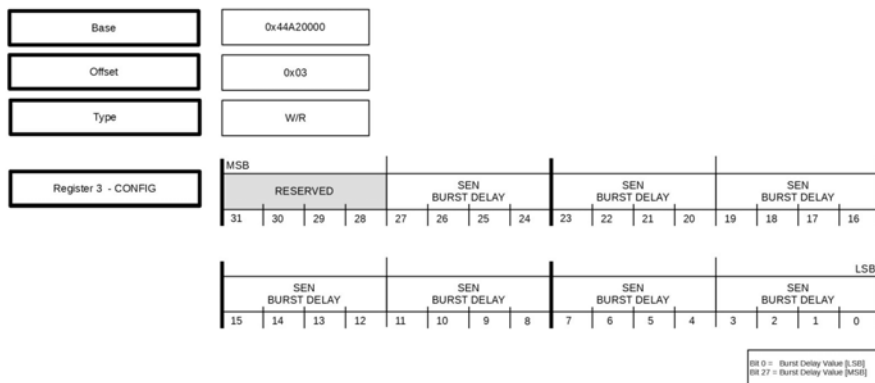 Base 0x44A20000
Offset 0x03
Type W/R
MSB
Register 3 - CONFIG RESERVED SEN SEN SEN
BURST DELAY BURST DELAY BURST DELAY
31 30 29 28 27 26 25 24 23 22 21 20 19 18 17 16
LSB
SEN SEN SEN SEN
BURST DELAY BURST DELAY BURST DELAY BURST DELAY
15 14 13 12 11 10 9 8 7 6 5 4 3 2 1 0
Bit 0 = Burst Delay Value [LSB]
Bit 27 = Burst Delay Value [MSB]